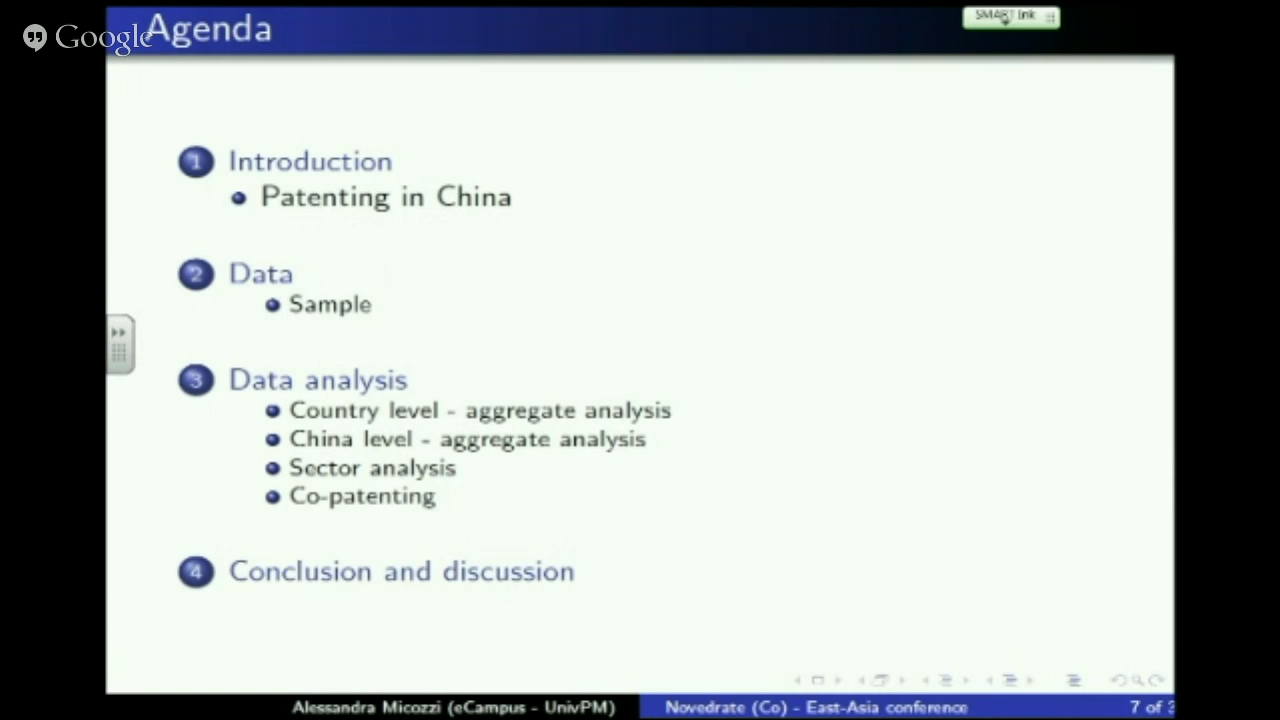 Google
Agenda
SMART Ink
1 Introduction
Patenting in China
2 Data
Sample
3 Data analysis
Country level - aggregate analysis
China level - aggregate analysis
Sector analysis
Co-patenting
4 Conclusion and discussion
Alessandra Micozzi (eCampus - UnivPM)
Novedrate (Co) - East-Asia conference
7 of